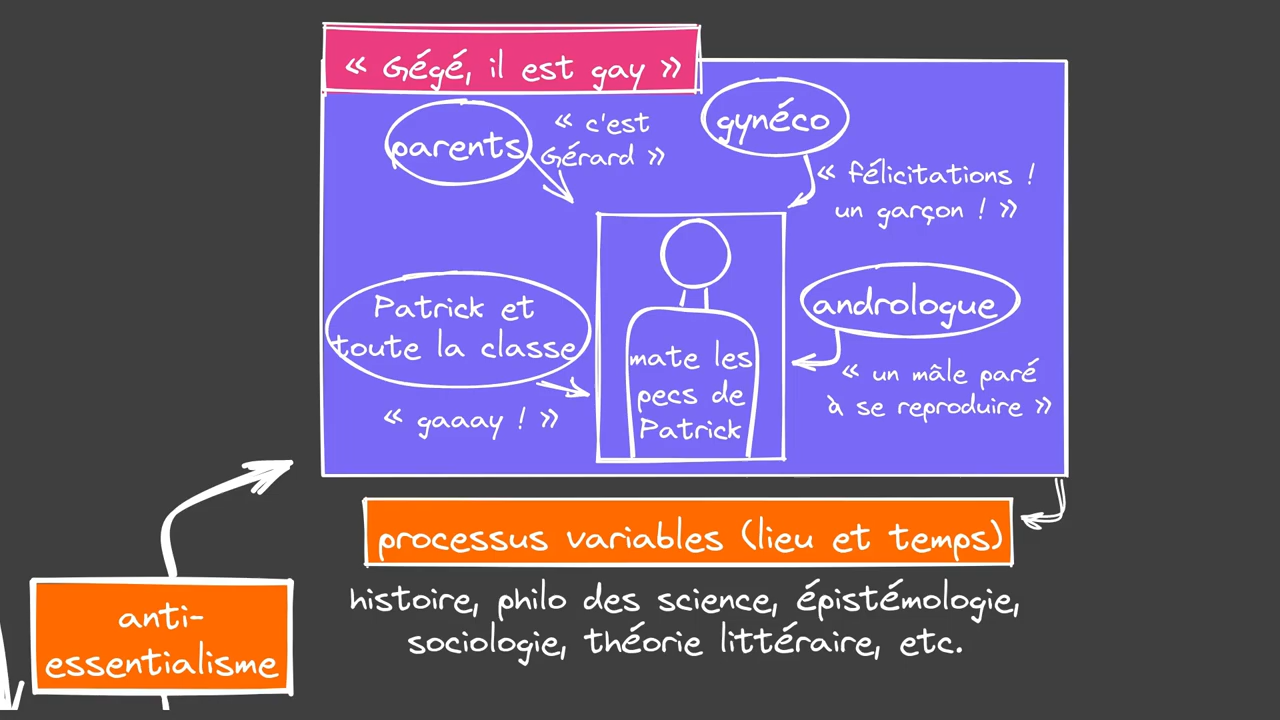 « Gégé, il est gay »
parents
« c'est
Gérard »
gynéco
« félicitations !
un garçon ! »
Patrick et
toute la classe
« gaaay ! »
mate les
pecs de
Patrick
andrologue
« un mâle paré
à se reproduire »
processus variables (lieu et temps)
histoire, philo des science, épistémologie,
sociologie, théorie littéraire, etc.
anti-
essentialisme